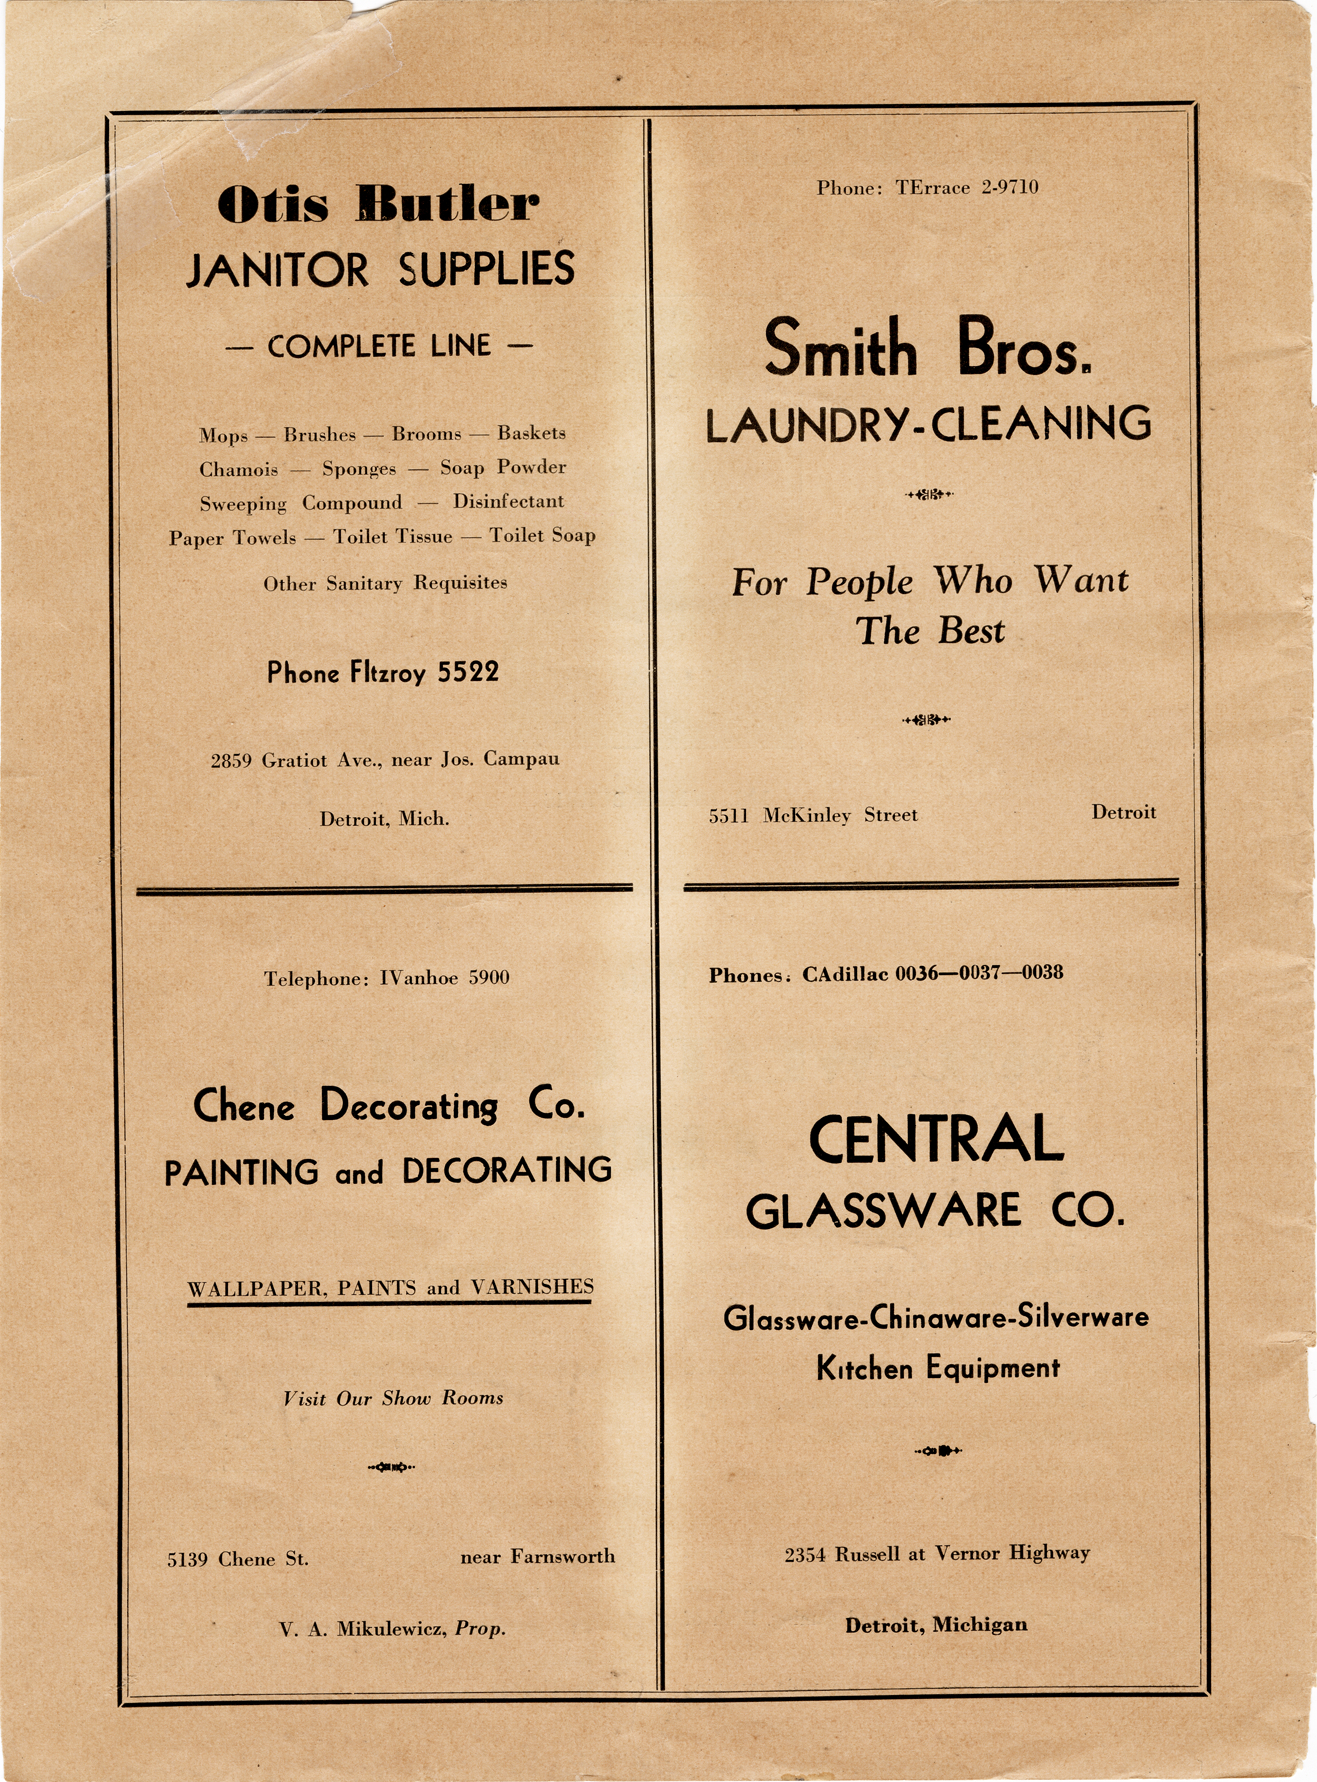 Otis Butler
JANITOR SUPPLIES
— COMPLETE LINE —
Mops — Brushes — Brooms — Baskets
Chamois — Sponges — Soap Powder
Sweeping Compound — Disinfectant
Paper Towels — Toilet Tissue — Toilet Soap
Other Sanitary Requisites
Phone FItzroy 5522
2859 Gratiot Ave., near Jos. Campau
Detroit, Mich.
Phone: TErrace 2-9710
Smith Bros.
LAUNDRY-CLEANING
For People Who Want
The Best
5511 McKinley Street Detroit
Telephone: IVanhoe 5900
Chene Decorating Co.
PAINTING and DECORATING
WALLPAPER, PAINTS and VARNISHES
Visit Our Show Rooms
5139 Chene St. near Farnsworth
V. A. Mikulewicz, Prop.
Phones: CAdillac 0036—0037—0038
CENTRAL
GLASSWARE CO.
Glassware-Chinaware-Silverware
Kitchen Equipment
2354 Russell at Vernor Highway
Detroit, Michigan